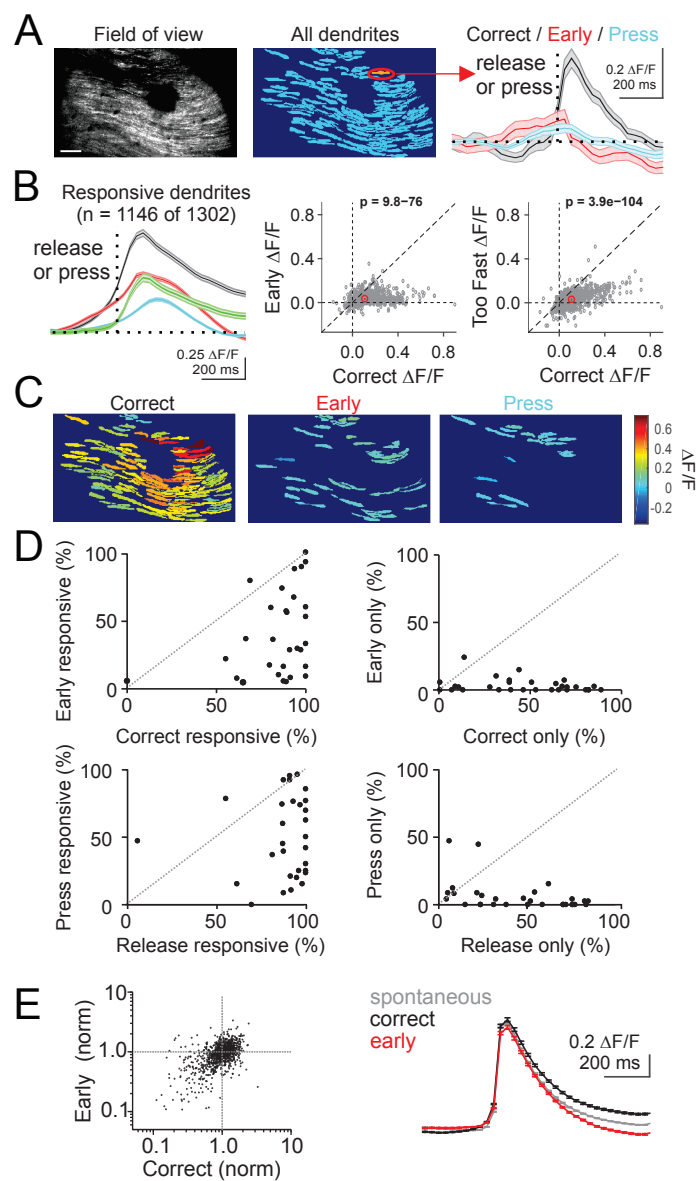 A
Field of view
All dendrites
Correct / Early / Press
release
or press
0.2 ΔF/F
200 ms
B
Responsive dendrites
(n = 1146 of 1302)
release
or press
0.25 ΔF/F
200 ms
p = 9.8−76
Early ΔF/F
0.8
0.4
0.0
0.0 0.4 0.8
Correct ΔF/F
p = 3.9e−104
Too Fast ΔF/F
0.8
0.4
0.0
0.0 0.4 0.8
Correct ΔF/F
C
Correct
Early
Press
0.6
0.4
0.2
0
-0.2
ΔF/F
D
Early responsive (%)
100
50
0
0 50 100
Correct responsive (%)
Early only (%)
100
50
0
0 50 100
Correct only (%)
Press responsive (%)
100
50
0
0 50 100
Release responsive (%)
Press only (%)
100
50
0
0 50 100
Release only (%)
E
Early (norm)
10
1.0
0.1
0.1 1.0 10
Correct (norm)
spontaneous
correct
early
0.2 ΔF/F
200 ms